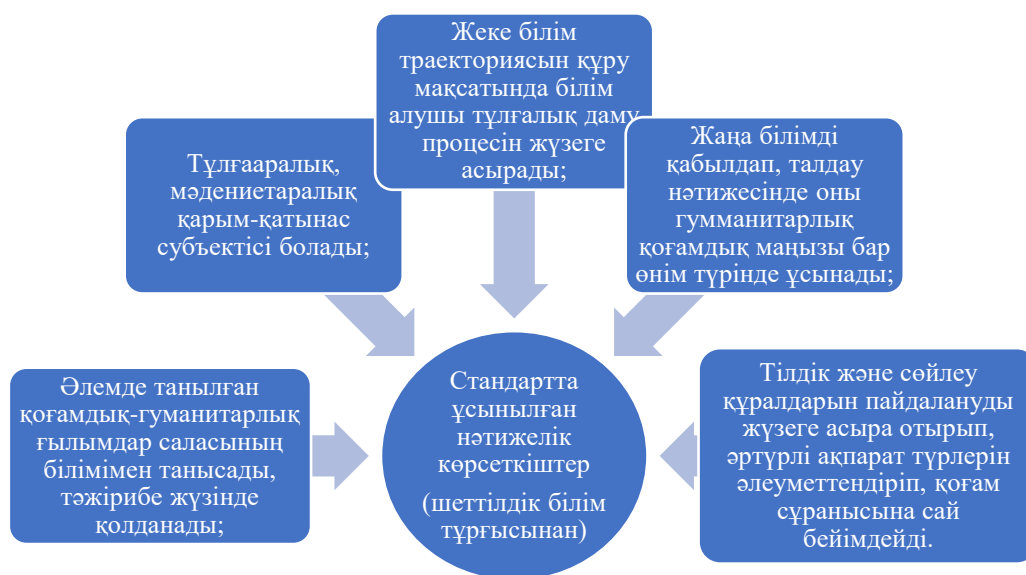 Жеке білім
траекториясын құру
мақсатында білім
алушы тұлғалық даму
процесін жүзеге
асырады;
Тұлғааралық,
мәдениетаралық
қарым-қатынас
субъектісі болады;
Жаңа білімді
қабылдап, талдау
нәтижесінде оны
гумманитарлық
қоғамдық маңызы бар
өнім түрінде ұсынады;
Әлемде танылған
қоғамдық-гуманитарлық
ғылымдар саласының
білімімен танысады,
тәжірибе жүзінде
қолданады;
Стандартта
ұсынылған
нәтижелік
көрсеткіштер
(шеттілдік білім
тұрғысынан)
Тілдік және сөйлеу
құралдарын пайдалануды
жүзеге асыра отырып,
әртүрлі ақпарат түрлерін
әлеуметтендіріп, қоғам
сұранысына сай
бейімдейді.